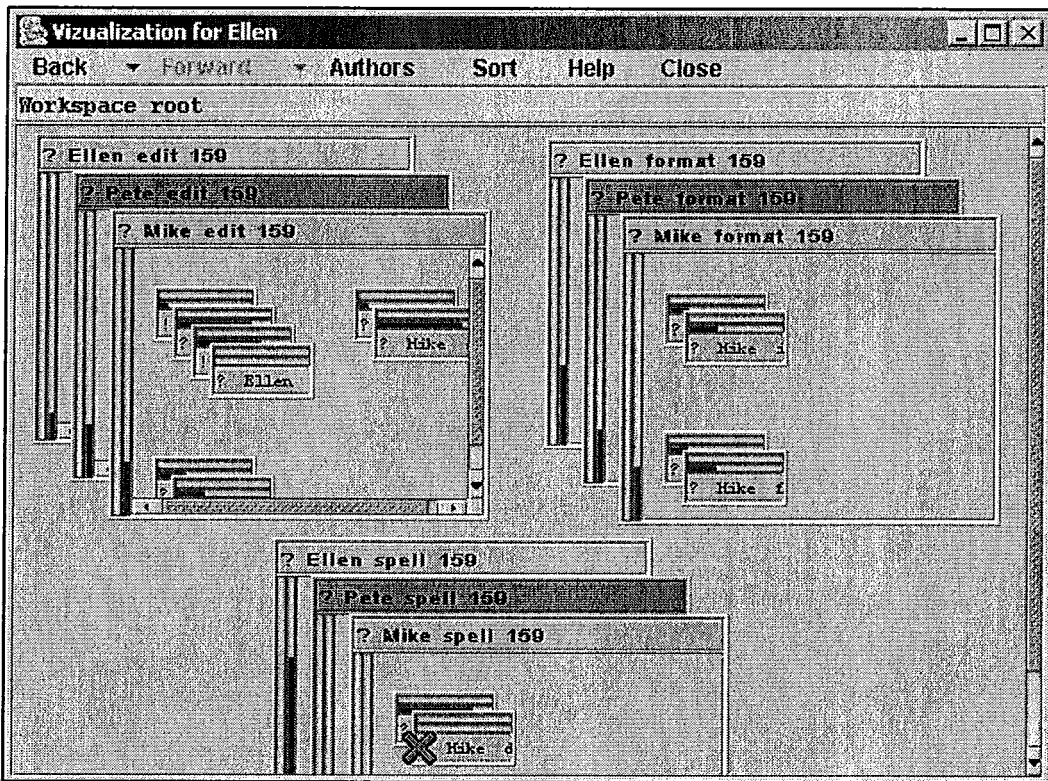 Vizualization for Ellen
Back Forward Authors Sort Help Close
Workspace root
? Ellen edit 159
? Pete edit 159
? Mike edit 159
!
?
!
? Ellen
?
? Mike
?
?
? Ellen format 159
? Pete format 159
? Mike format 159
?
? Mike i
?
? Mike f
? Ellen spell 159
? Pete spell 159
? Mike spell 159
?
Mike d